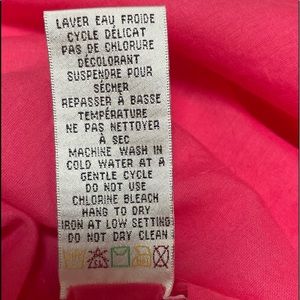 LAVER EAU FROIDE
CYCLE DÉLICAT
PAS DE CHLORURE
DÉCOLORANT
SUSPENDRE POUR
SÉCHER
REPASSER À BASSE
TEMPÉRATURE
NE PAS NETTOYER
À SEC
MACHINE WASH IN
COLD WATER AT A
GENTLE CYCLE
DO NOT USE
CHLORINE BLEACH
HANG TO DRY
IRON AT LOW SETTING
DO NOT DRY CLEAN